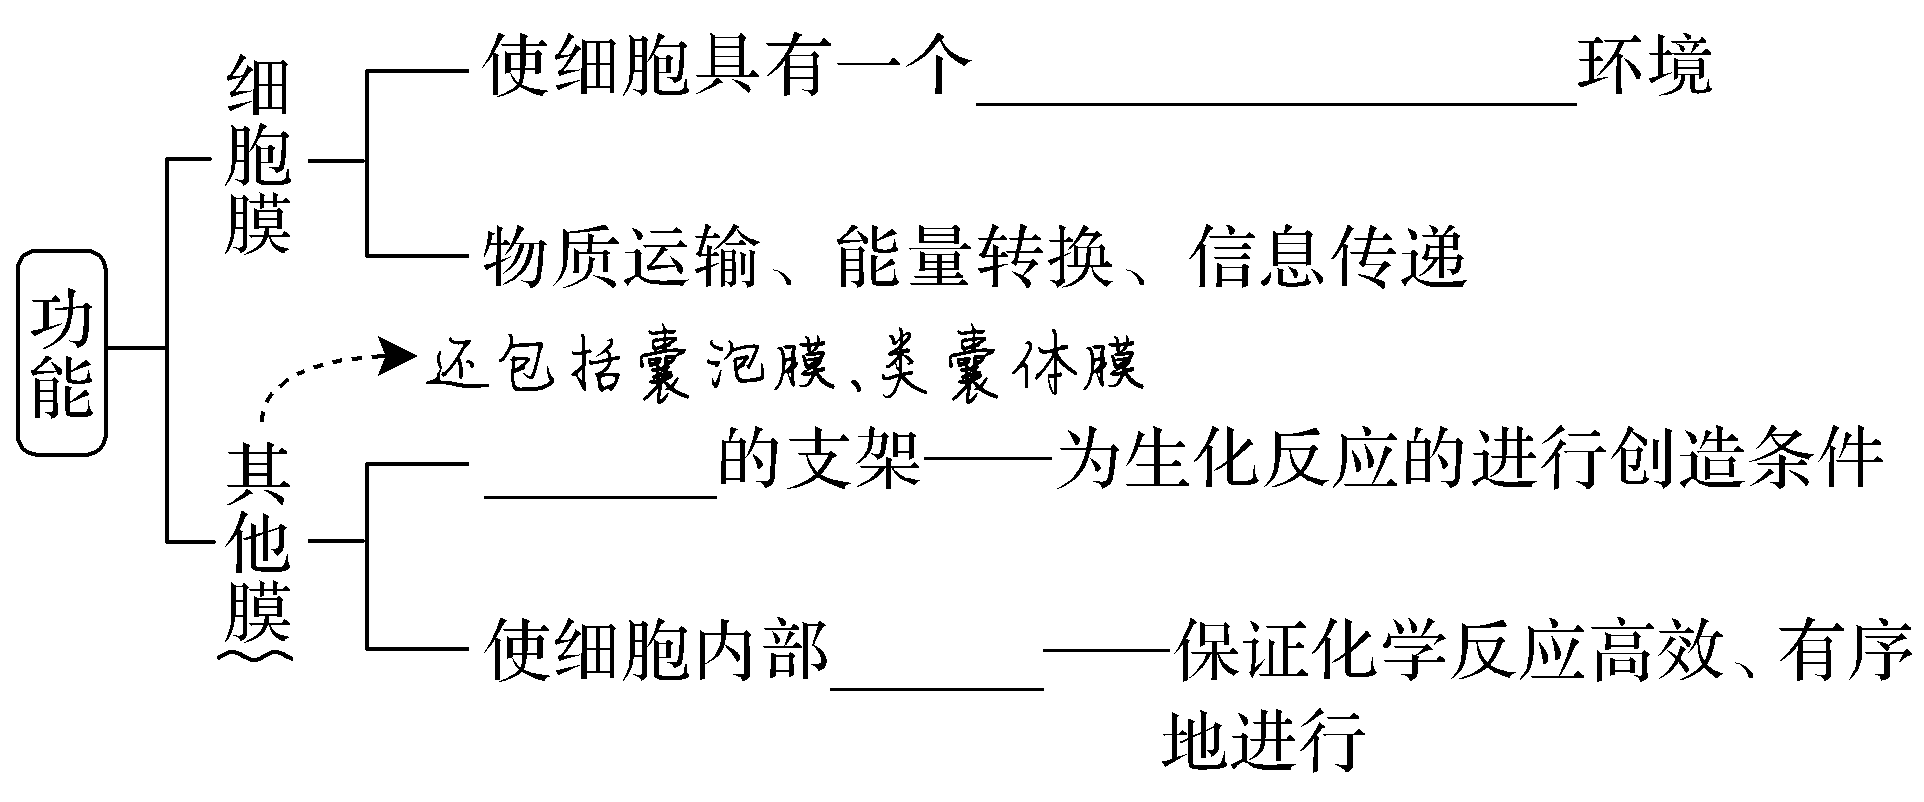 功能
细胞膜
使细胞具有一个____环境
物质运输、能量转换、信息传递
还包括囊泡膜、类囊体膜
其他膜
____的支架——为生化反应的进行创造条件
使细胞内部____——保证化学反应高效、有序
地进行